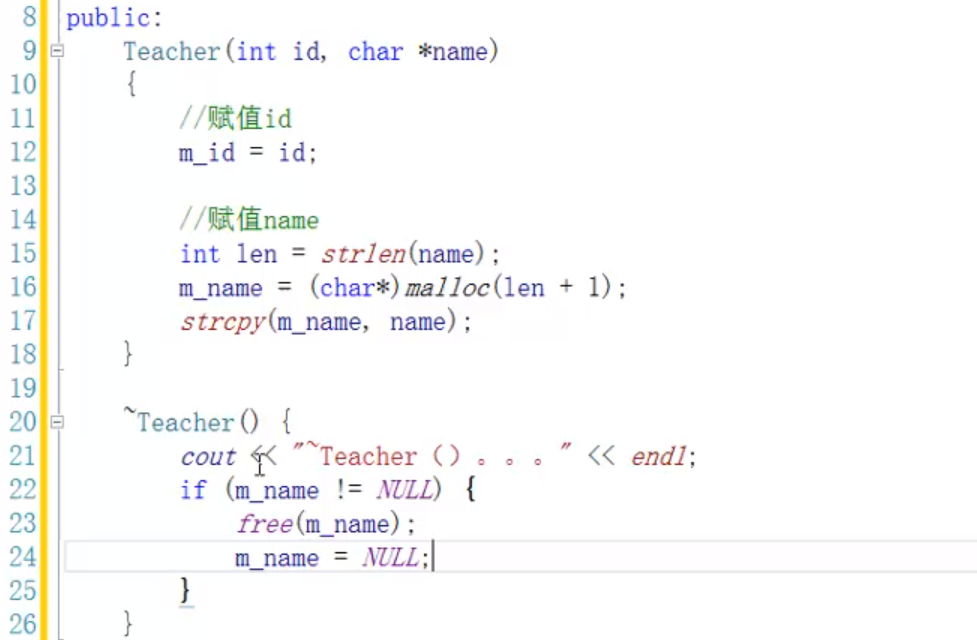 8 public:
9 Teacher(int id, char *name)
10 {
11 //赋值id
12 m_id = id;
13
14 //赋值name
15 int len = strlen(name);
16 m_name = (char*)malloc(len + 1);
17 strcpy(m_name, name);
18 }
19
20 ~Teacher() {
21 cout << "~Teacher（）。。。" << endl;
22 if (m_name != NULL) {
23 free(m_name);
24 m_name = NULL;
25 }
26 }